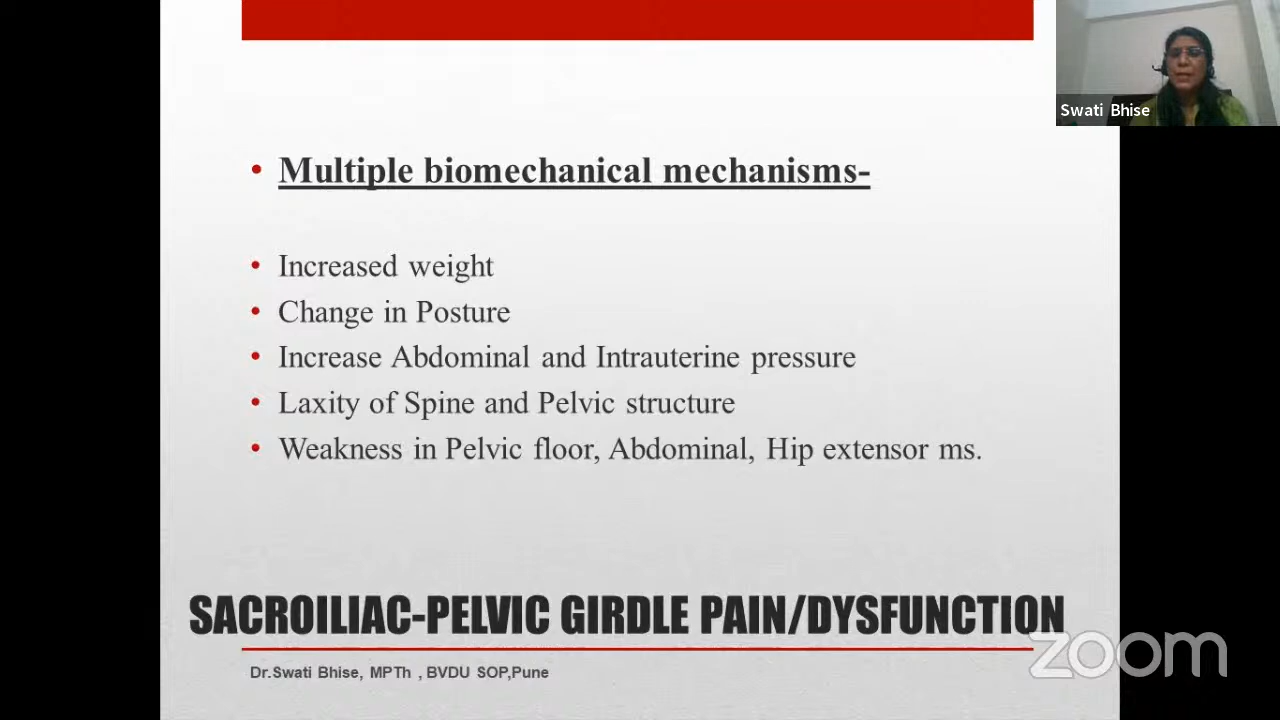 Swati Bhise
• Multiple biomechanical mechanisms-
• Increased weight
• Change in Posture
• Increase Abdominal and Intrauterine pressure
• Laxity of Spine and Pelvic structure
• Weakness in Pelvic floor, Abdominal, Hip extensor ms.
SACROILIAC-PELVIC GIRDLE PAIN/DYSFUNCTION
Dr.Swati Bhise, MPTh , BVDU SOP,Pune
zoom